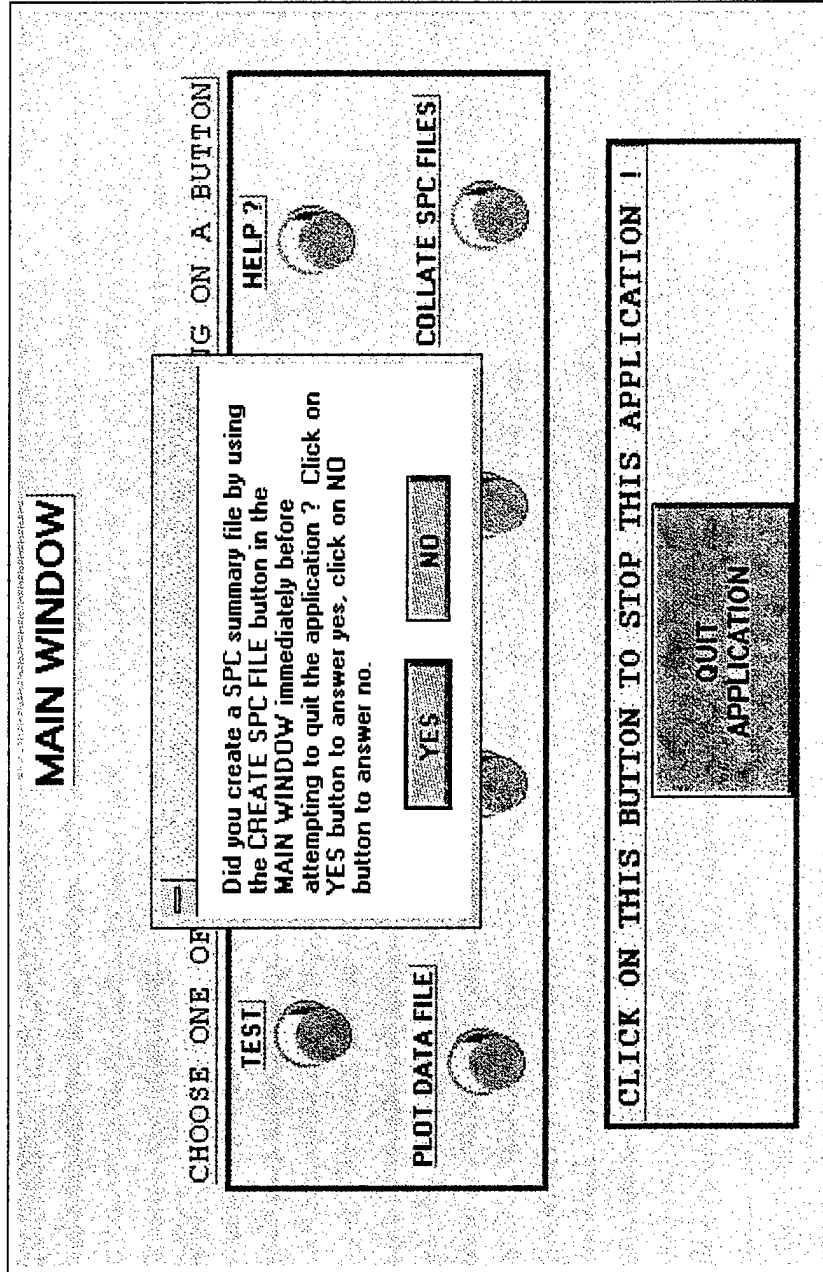 MAIN WINDOW
CHOOSE ONE OF
NG ON A BUTTON
TEST
HELP ?
Did you create a SPC summary file by using
the CREATE SPC FILE button in the
MAIN WINDOW immediately before
attempting to quit the application ? Click on
YES button to answer yes, click on NO
button to answer no.
YES
NO
PLOT DATA FILE
COLLATE SPC FILES
CLICK ON THIS BUTTON TO STOP THIS APPLICATION !
QUIT
APPLICATION